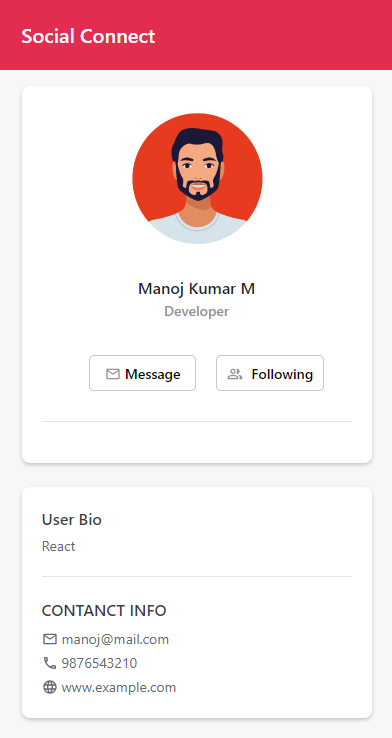 Social Connect
Manoj Kumar M
Developer
Message
Following
User Bio
React
CONTANCT INFO
manoj@mail.com
9876543210
www.example.com